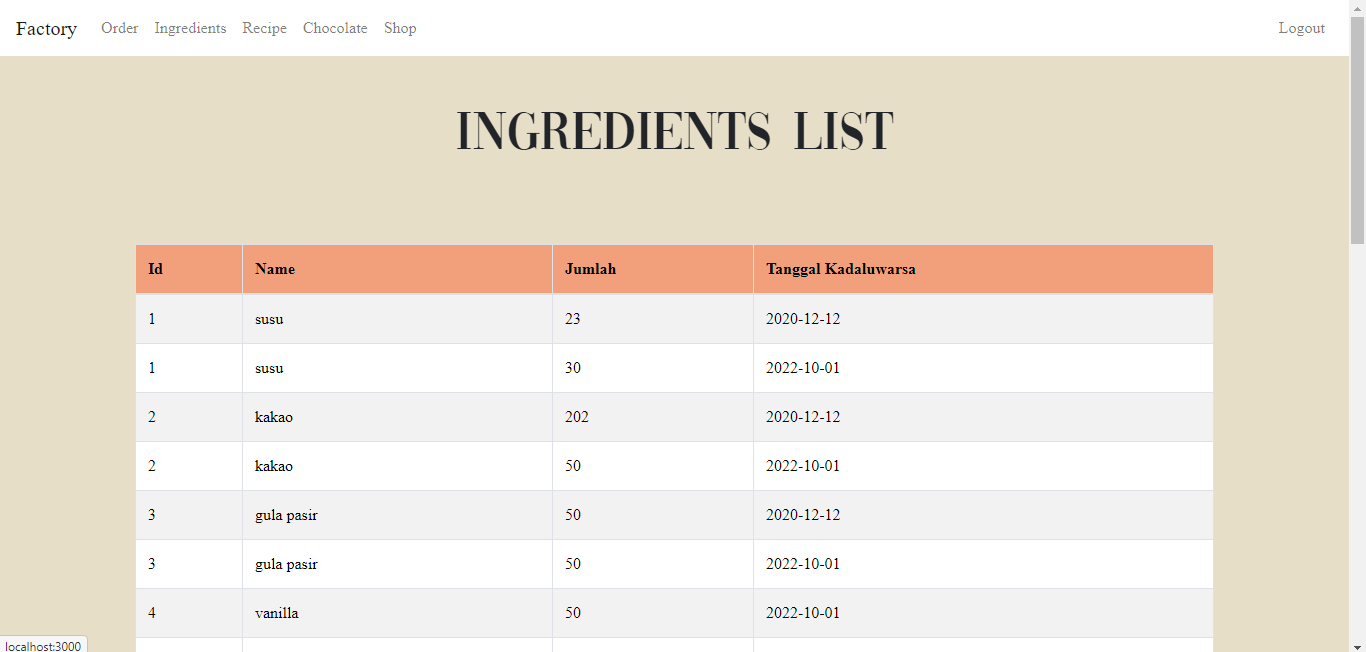 Factory Order Ingredients Recipe Chocolate Shop Logout
INGREDIENTS LIST
Id Name Jumlah Tanggal Kadaluwarsa
1 susu 23 2020-12-12
1 susu 30 2022-10-01
2 kakao 202 2020-12-12
2 kakao 50 2022-10-01
3 gula pasir 50 2020-12-12
3 gula pasir 50 2022-10-01
4 vanilla 50 2022-10-01
localhost:3000